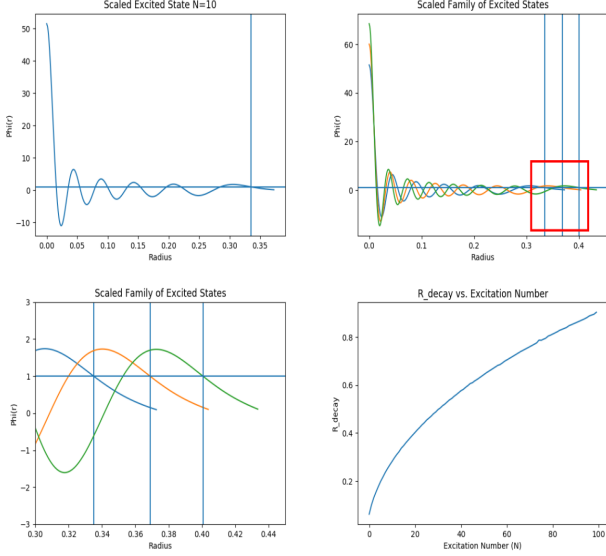 Scaled Excited State N=10
Phi(r)
50
40
30
20
10
0
−10
0.00 0.05 0.10 0.15 0.20 0.25 0.30 0.35
Radius
Scaled Family of Excited States
Phi(r)
60
40
20
0
0.0 0.1 0.2 0.3 0.4
Radius
Scaled Family of Excited States
Phi(r)
3
2
1
0
−1
−2
−3
0.30 0.32 0.34 0.36 0.38 0.40 0.42 0.44
Radius
R_decay vs. Excitation Number
R_decay
0.8
0.6
0.4
0.2
0 20 40 60 80 100
Excitation Number (N)